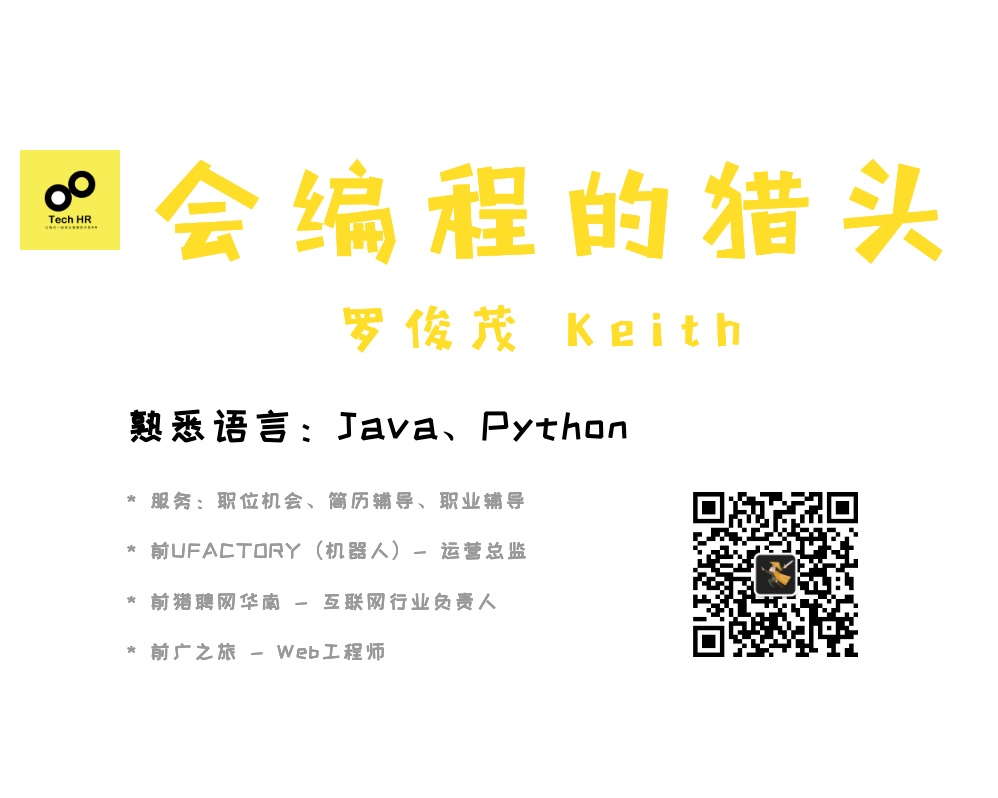 Tech HR
会编程的猎头
罗俊茂 Keith
熟悉语言：Java、Python
* 服务：职位机会、简历辅导、职业辅导
* 前UFACTORY（机器人）- 运营总监
* 前猎聘网华南 - 互联网行业负责人
* 前广之旅 - Web工程师